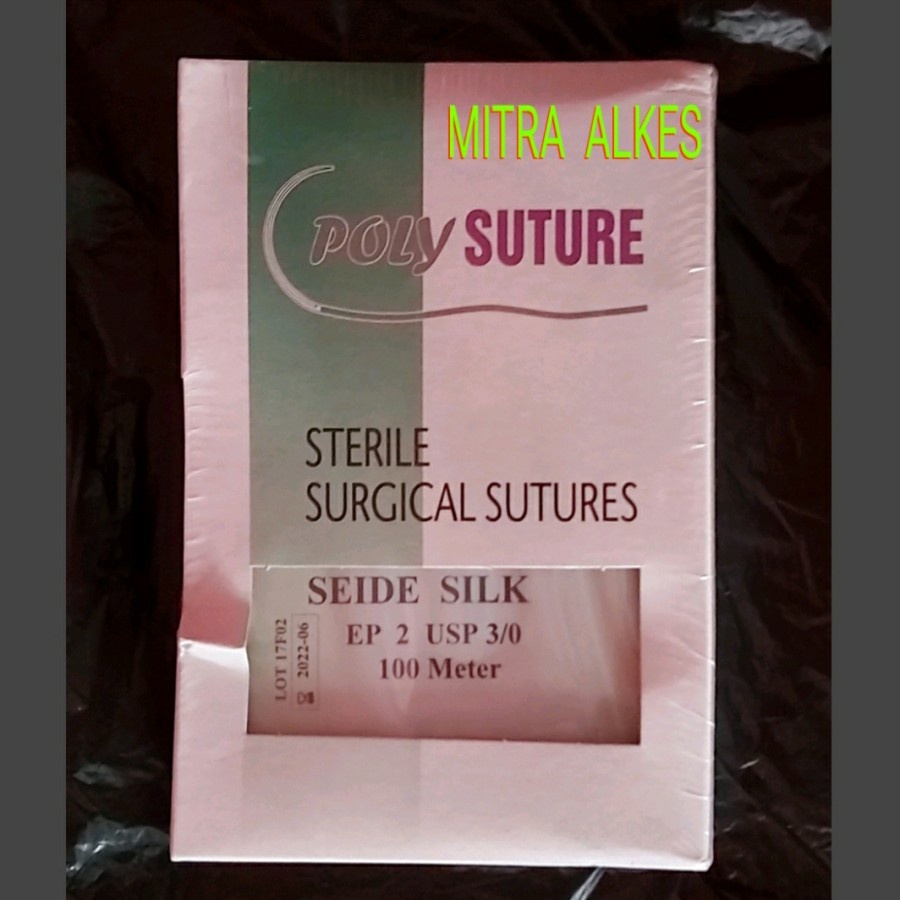 MITRA ALKES
POLY SUTURE
STERILE
SURGICAL SUTURES
SEIDE SILK
EP 2 USP 3/0
100 Meter
LOT 17F02
2022-06